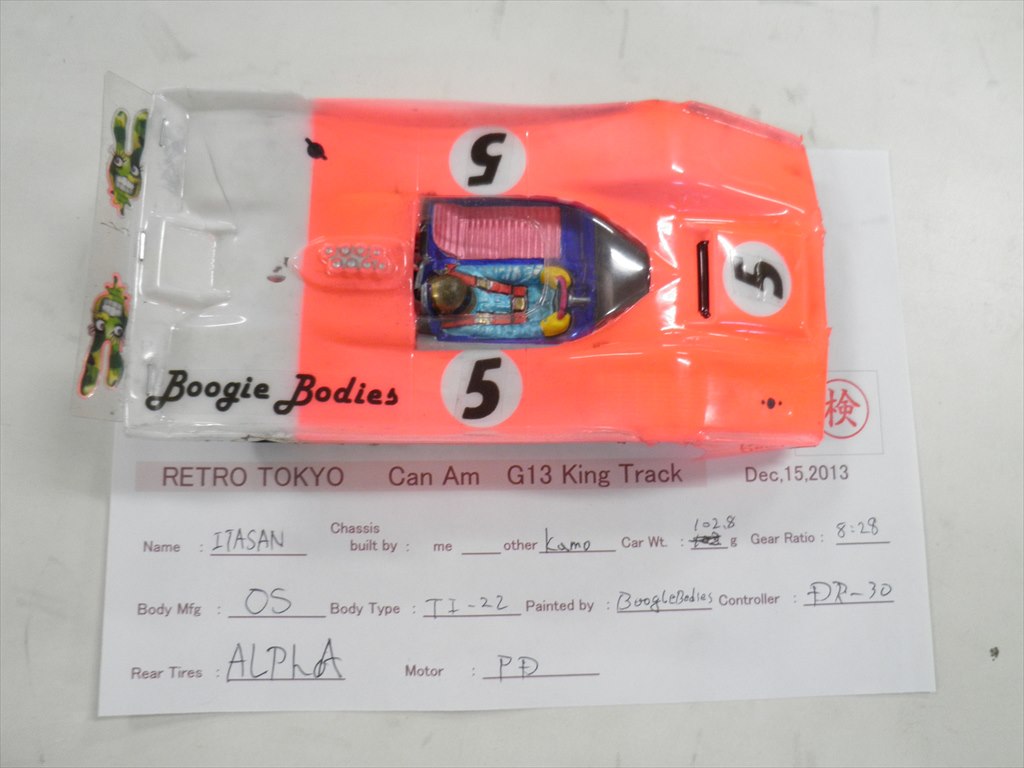 5
5
5
Boogie Bodies
検
RETRO TOKYO Can Am G13 King Track Dec,15,2013
Name : ITASAN Chassis built by : me other Kamo Car Wt. : 102.8 g Gear Ratio : 8:28
Body Mfg : OS Body Type : TI-22 Painted by : BoogieBodies Controller : DR-30
Rear Tires : ALPhA Motor : PD